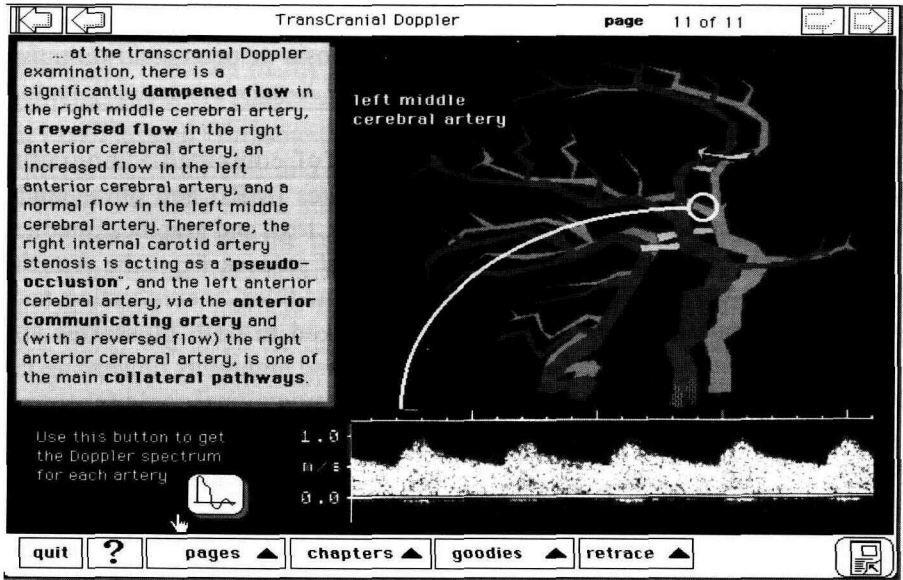 TransCranial Doppler
page 11 of 11
... at the transcranial Doppler
examination, there is a
significantly dampened flow in
the right middle cerebral artery,
a reversed flow in the right
anterior cerebral artery, an
increased flow in the left
anterior cerebral artery, and a
normal flow in the left middle
cerebral artery. Therefore, the
right internal carotid artery
stenosis is acting as a "pseudo-
occlusion", and the left anterior
cerebral artery, via the anterior
communicating artery and
(with a reversed flow) the right
anterior cerebral artery, is one of
the main collateral pathways.
left middle
cerebral artery
Use this button to get
the Doppler spectrum
for each artery
1.0
m/s
0.0
quit
?
pages
chapters
goodies
retrace